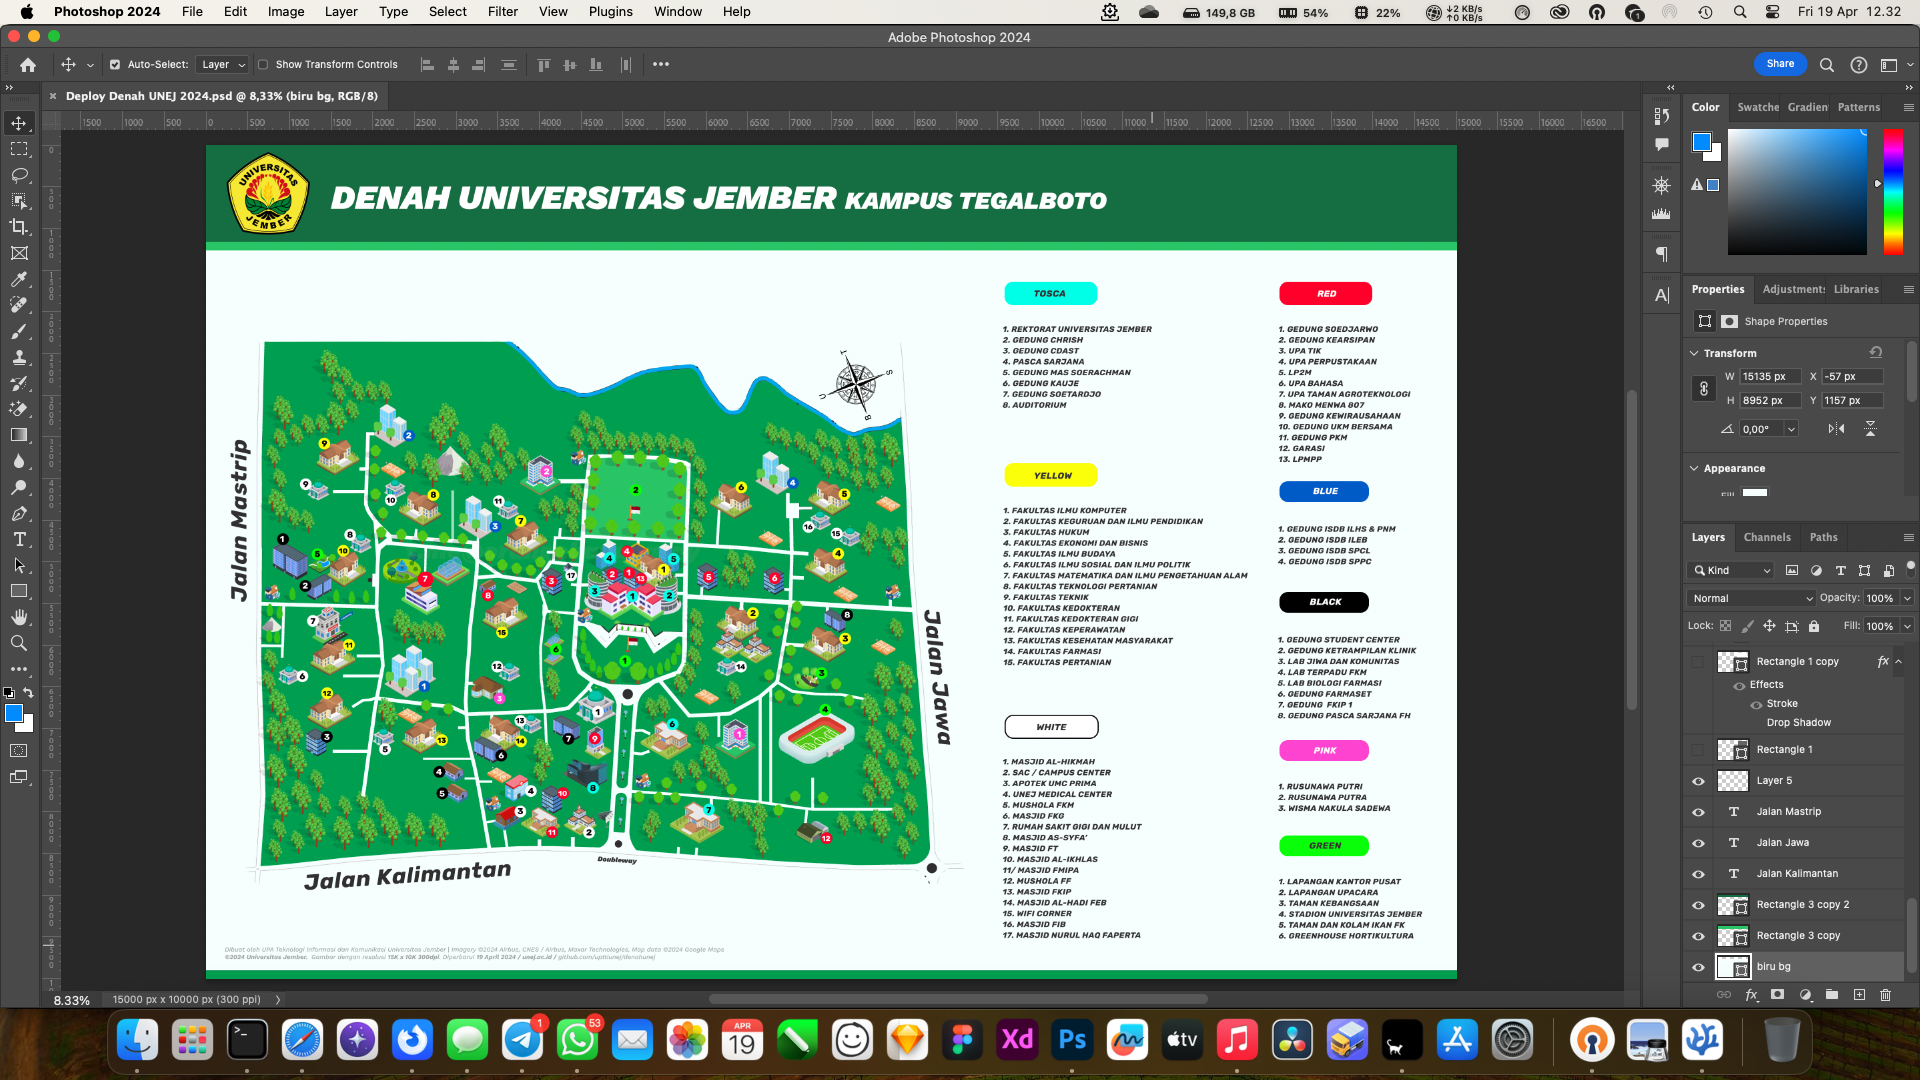 Photoshop 2024 File Edit Image Layer Type Select Filter View Plugins Window Help 149,8 GB 54% 22% ↓2 KB/s ↑0 KB/s 1 Fri 19 Apr 12.32
Adobe Photoshop 2024
Auto-Select: Layer Show Transform Controls Share
Deploy Denah UNEJ 2024.psd @ 8,33% (biru bg, RGB/8)
1500 1000 500 0 500 1000 1500 2000 2500 3000 3500 4000 4500 5000 5500 6000 6500 7000 7500 8000 8500 9000 9500 10000 10500 11000 11500 12000 12500 13000 13500 14000 14500 15000 15500 16000 16500
UNIVERSITAS JEMBER
DENAH UNIVERSITAS JEMBER KAMPUS TEGALBOTO
Jalan Mastrip
Jalan Jawa
Jalan Kalimantan
Doubleway
TOSCA
1. REKTORAT UNIVERSITAS JEMBER
2. GEDUNG CHRISH
3. GEDUNG CDAST
4. PASCA SARJANA
5. GEDUNG MAS SOERACHMAN
6. GEDUNG KAUJE
7. GEDUNG SOETARDJO
8. AUDITORIUM
YELLOW
1. FAKULTAS ILMU KOMPUTER
2. FAKULTAS KEGURUAN DAN ILMU PENDIDIKAN
3. FAKULTAS HUKUM
4. FAKULTAS EKONOMI DAN BISNIS
5. FAKULTAS ILMU BUDAYA
6. FAKULTAS ILMU SOSIAL DAN ILMU POLITIK
7. FAKULTAS MATEMATIKA DAN ILMU PENGETAHUAN ALAM
8. FAKULTAS TEKNOLOGI PERTANIAN
9. FAKULTAS TEKNIK
10. FAKULTAS KEDOKTERAN
11. FAKULTAS KEDOKTERAN GIGI
12. FAKULTAS KEPERAWATAN
13. FAKULTAS KESEHATAN MASYARAKAT
14. FAKULTAS FARMASI
15. FAKULTAS PERTANIAN
WHITE
1. MASJID AL-HIKMAH
2. SAC / CAMPUS CENTER
3. APOTEK UMC PRIMA
4. UNEJ MEDICAL CENTER
5. MUSHOLA FKM
6. MASJID FKG
7. RUMAH SAKIT GIGI DAN MULUT
8. MASJID AS-SYFA'
9. MASJID FT
10. MASJID AL-IKHLAS
11/ MASJID FMIPA
12. MUSHOLA FF
13. MASJID FKIP
14. MASJID AL-HADI FEB
15. WIFI CORNER
16. MASJID FIB
17. MASJID NURUL HAQ FAPERTA
RED
1. GEDUNG SOEDJARWO
2. GEDUNG KEARSIPAN
3. UPA TIK
4. UPA PERPUSTAKAAN
5. LP2M
6. UPA BAHASA
7. UPA TAMAN AGROTEKNOLOGI
8. MAKO MENWA 807
9. GEDUNG KEWIRAUSAHAAN
10. GEDUNG UKM BERSAMA
11. GEDUNG PKM
12. GARASI
13. LPMPP
BLUE
1. GEDUNG ISDB ILHS & PNM
2. GEDUNG ISDB ILEB
3. GEDUNG ISDB SPCL
4. GEDUNG ISDB SPPC
BLACK
1. GEDUNG STUDENT CENTER
2. GEDUNG KETRAMPILAN KLINIK
3. LAB JIWA DAN KOMUNITAS
4. LAB TERPADU FKM
5. LAB BIOLOGI FARMASI
6. GEDUNG FARMASET
7. GEDUNG FKIP 1
8. GEDUNG PASCA SARJANA FH
PINK
1. RUSUNAWA PUTRI
2. RUSUNAWA PUTRA
3. WISMA NAKULA SADEWA
GREEN
1. LAPANGAN KANTOR PUSAT
2. LAPANGAN UPACARA
3. TAMAN KEBANGSAAN
4. STADION UNIVERSITAS JEMBER
5. TAMAN DAN KOLAM IKAN FK
6. GREENHOUSE HORTIKULTURA
Dibuat oleh UPA Teknologi Informasi dan Komunikasi Universitas Jember | Imagery ©2024 Airbus, CNES / Airbus, Maxar Technologies, Map data ©2024 Google Maps
©2024 Universitas Jember. Gambar dengan resolusi 15K x 10K 300dpi. Diperbarui 19 April 2024 / unej.ac.id / github.com/upttiunej/denahunej
8.33% 15000 px x 10000 px (300 ppi)
Color Swatche Gradien Patterns
Properties Adjustments Libraries
Shape Properties
Transform
W 15135 px X -57 px
H 8952 px Y 1157 px
0,00°
Appearance
Layers Channels Paths
Kind
Normal Opacity: 100%
Lock: Fill: 100%
Rectangle 1 copy fx
Effects
Stroke
Drop Shadow
Rectangle 1
Layer 5
Jalan Mastrip
Jalan Jawa
Jalan Kalimantan
Rectangle 3 copy 2
Rectangle 3 copy
biru bg
1 53 APR 19 Xd Ps tv